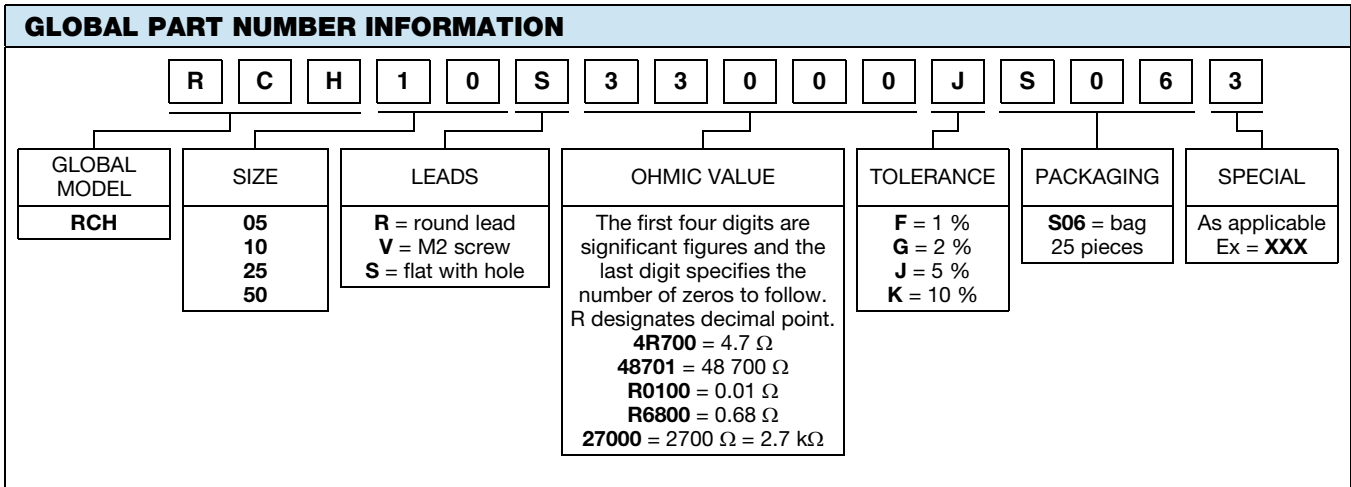 GLOBAL PART NUMBER INFORMATION
R C H 1 0 S 3 3 0 0 0 J S 0 6 3
GLOBAL
MODEL
RCH
SIZE
05
10
25
50
LEADS
R = round lead
V = M2 screw
S = flat with hole
OHMIC VALUE
The first four digits are
significant figures and the
last digit specifies the
number of zeros to follow.
R designates decimal point.
4R700 = 4.7 Ω
48701 = 48 700 Ω
R0100 = 0.01 Ω
R6800 = 0.68 Ω
27000 = 2700 Ω = 2.7 kΩ
TOLERANCE
F = 1 %
G = 2 %
J = 5 %
K = 10 %
PACKAGING
S06 = bag
25 pieces
SPECIAL
As applicable
Ex = XXX